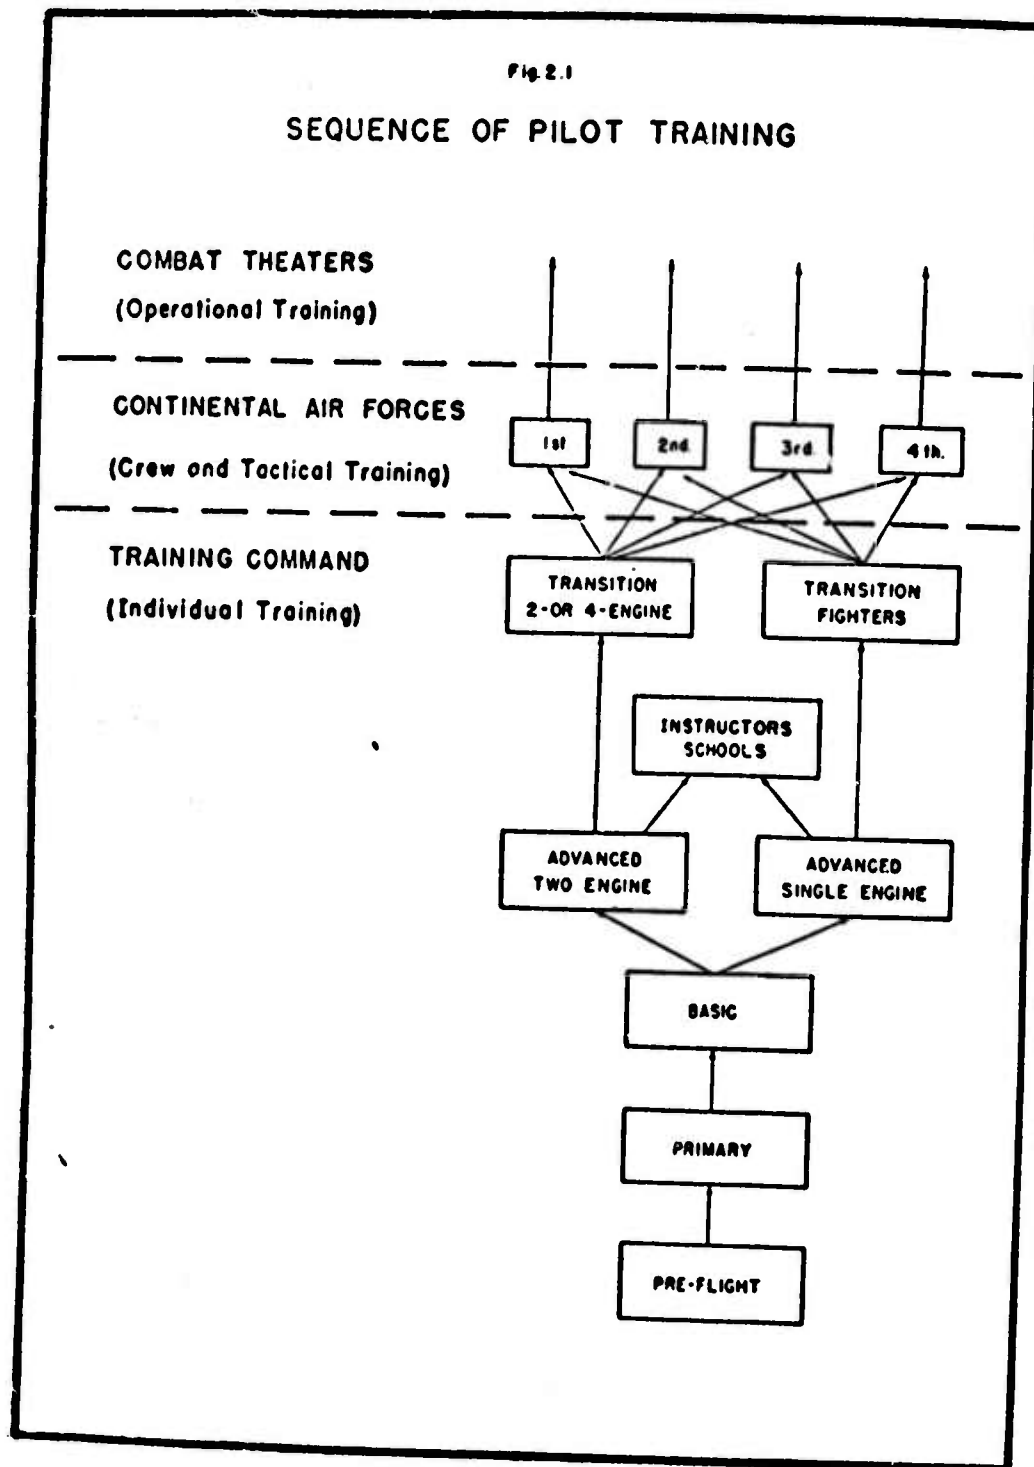 Fig. 2.1
SEQUENCE OF PILOT TRAINING
COMBAT THEATERS
(Operational Training)
CONTINENTAL AIR FORCES
(Crew and Tactical Training)
1st
2nd.
3rd.
4th.
TRAINING COMMAND
(Individual Training)
TRANSITION
2-OR 4-ENGINE
TRANSITION
FIGHTERS
INSTRUCTORS
SCHOOLS
ADVANCED
TWO ENGINE
ADVANCED
SINGLE ENGINE
BASIC
PRIMARY
PRE-FLIGHT